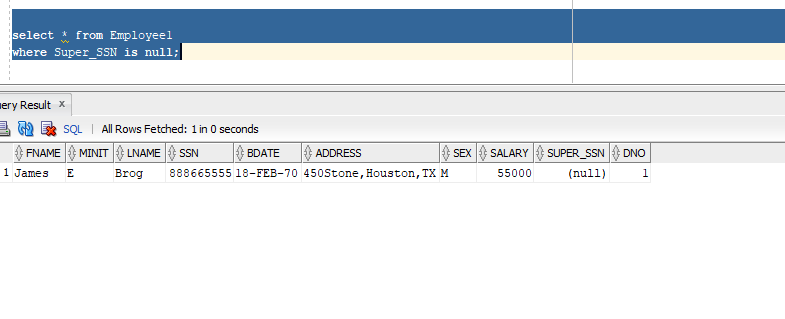 select * from Employee1
where Super_SSN is null;
uery Result x
SQL | All Rows Fetched: 1 in 0 seconds
FNAME MINIT LNAME SSN BDATE ADDRESS SEX SALARY SUPER_SSN DNO
1 James E Brog 888665555 18-FEB-70 450Stone,Houston,TX M 55000 (null) 1